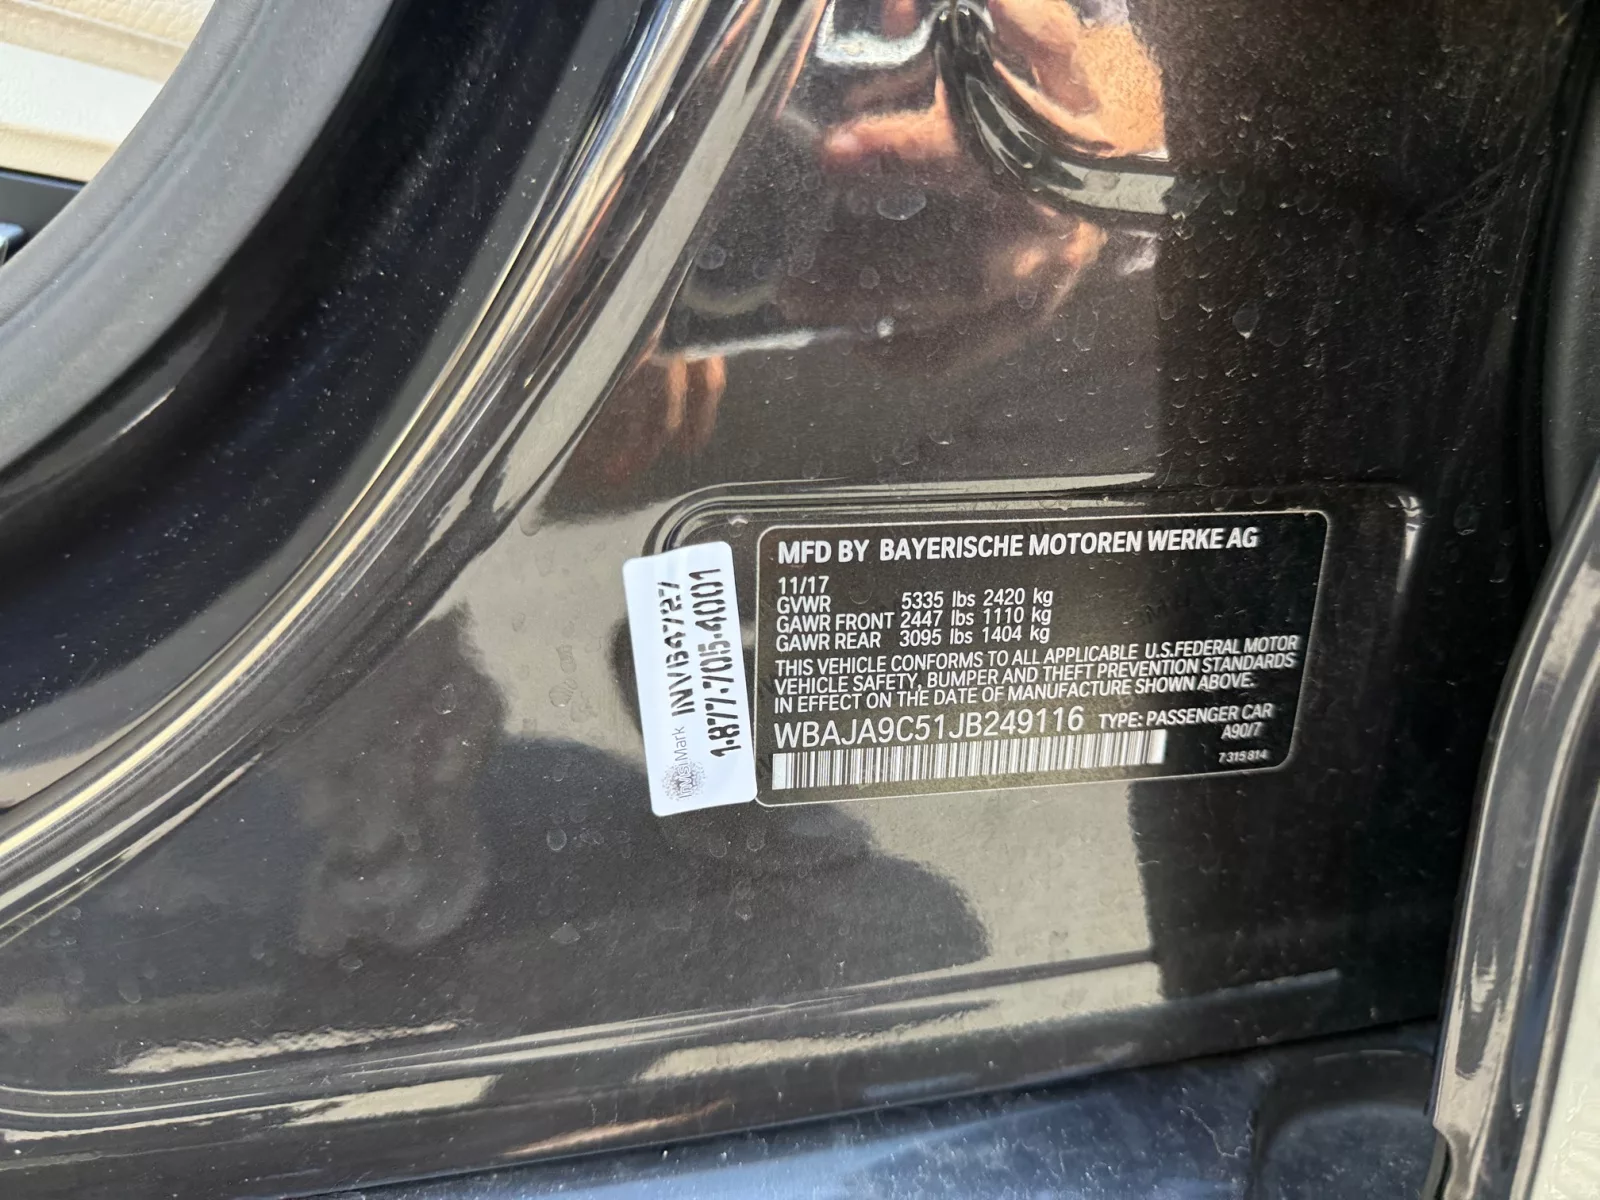 MFD BY BAYERISCHE MOTOREN WERKE AG
11/17
GVWR 5335 lbs 2420 kg
GAWR FRONT 2447 lbs 1110 kg
GAWR REAR 3095 lbs 1404 kg
THIS VEHICLE CONFORMS TO ALL APPLICABLE U.S.FEDERAL MOTOR
VEHICLE SAFETY, BUMPER AND THEFT PREVENTION STANDARDS
IN EFFECT ON THE DATE OF MANUFACTURE SHOWN ABOVE.
WBAJA9C51JB249116 TYPE: PASSENGER CAR
A90/7
7 315 814
InvisiMark
1-877-705-4001